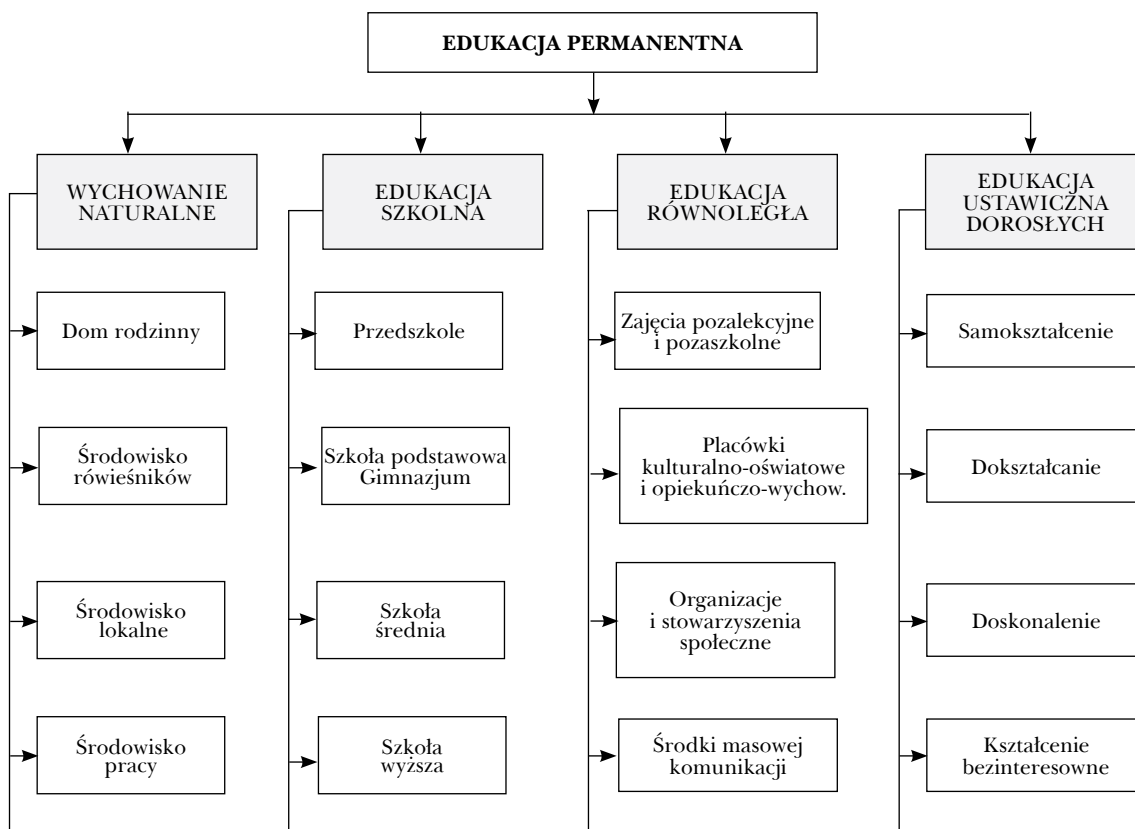 EDUKACJA PERMANENTNA
WYCHOWANIE
NATURALNE
EDUKACJA
SZKOLNA
EDUKACJA
RÓWNOLEGŁA
EDUKACJA
USTAWICZNA
DOROSŁYCH
Dom rodzinny
Przedszkole
Zajęcia pozalekcyjne
i pozaszkolne
Samokształcenie
Środowisko
rówieśników
Szkoła podstawowa
Gimnazjum
Placówki
kulturalno-oświatowe
i opiekuńczo-wychow.
Dokształcanie
Środowisko
lokalne
Szkoła
średnia
Organizacje
i stowarzyszenia
społeczne
Doskonalenie
Środowisko
pracy
Szkoła
wyższa
Środki masowej
komunikacji
Kształcenie
bezinteresowne